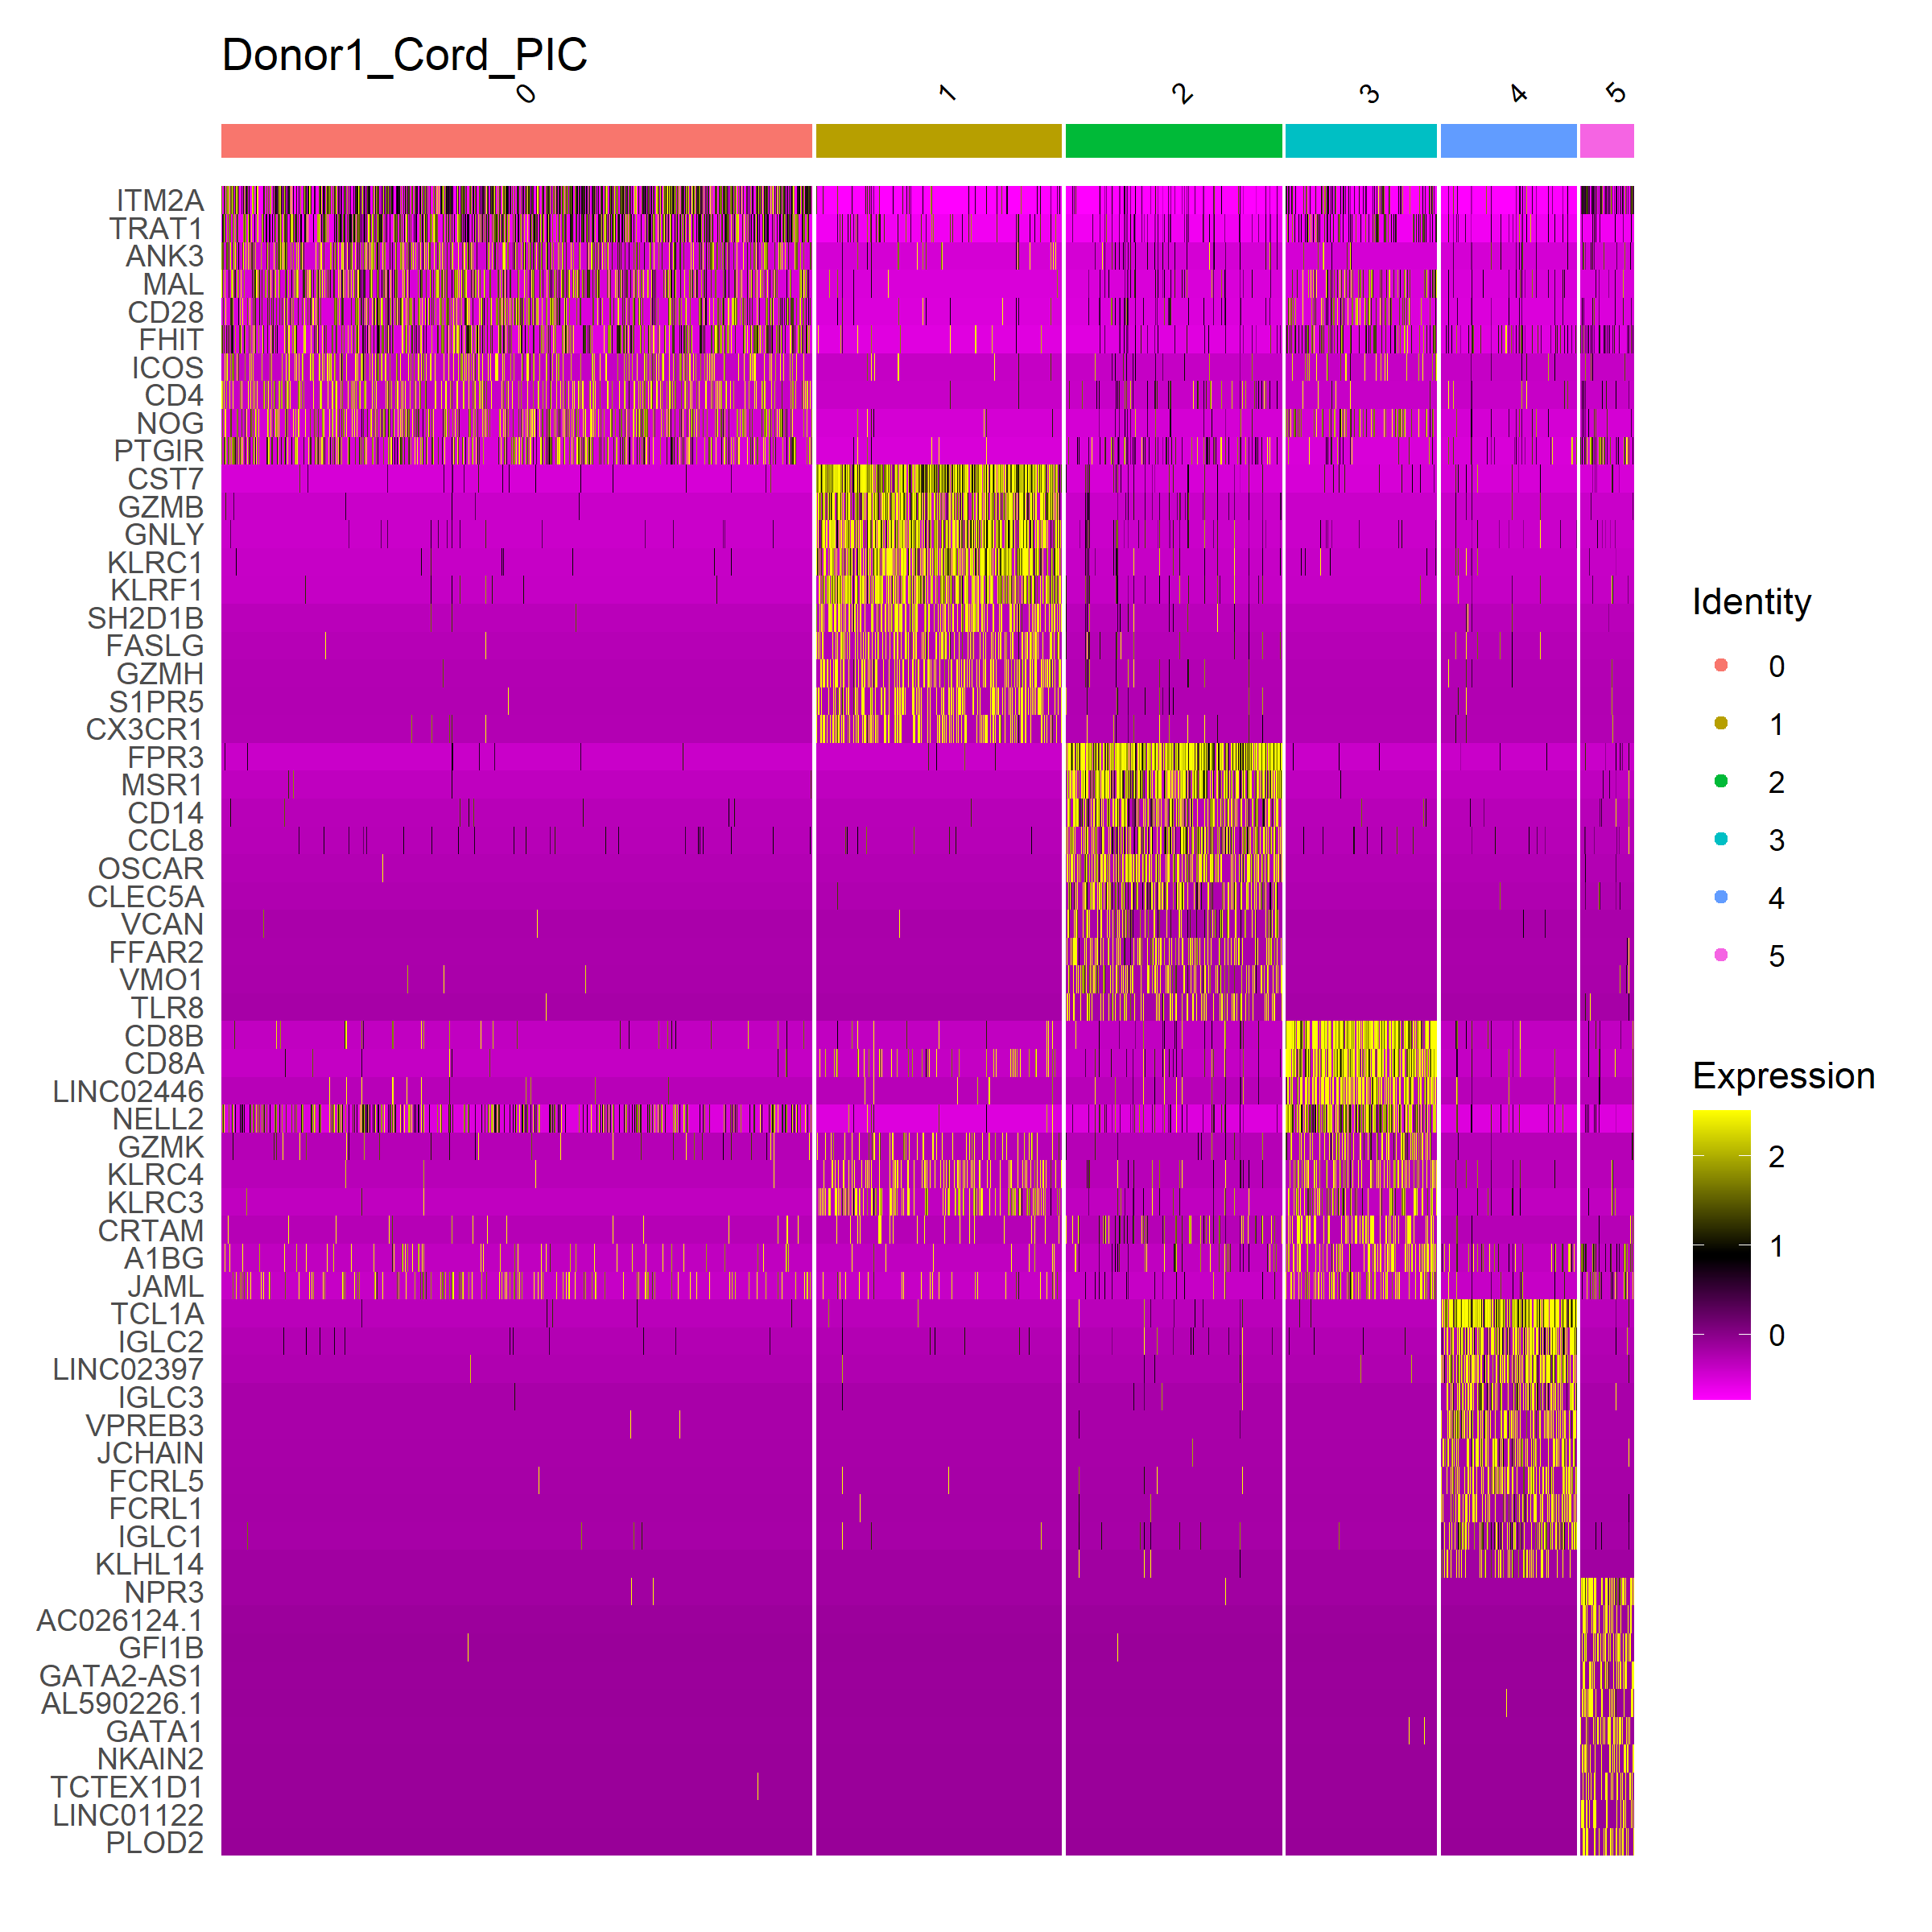 Donor1_Cord_PIC
0 1 2 3 4 5
ITM2A
TRAT1
ANK3
MAL
CD28
FHIT
ICOS
CD4
NOG
PTGIR
CST7
GZMB
GNLY
KLRC1
KLRF1
SH2D1B
FASLG
GZMH
S1PR5
CX3CR1
FPR3
MSR1
CD14
CCL8
OSCAR
CLEC5A
VCAN
FFAR2
VMO1
TLR8
CD8B
CD8A
LINC02446
NELL2
GZMK
KLRC4
KLRC3
CRTAM
A1BG
JAML
TCL1A
IGLC2
LINC02397
IGLC3
VPREB3
JCHAIN
FCRL5
FCRL1
IGLC1
KLHL14
NPR3
AC026124.1
GFI1B
GATA2-AS1
AL590226.1
GATA1
NKAIN2
TCTEX1D1
LINC01122
PLOD2
Identity
0
1
2
3
4
5
Expression
2
1
0